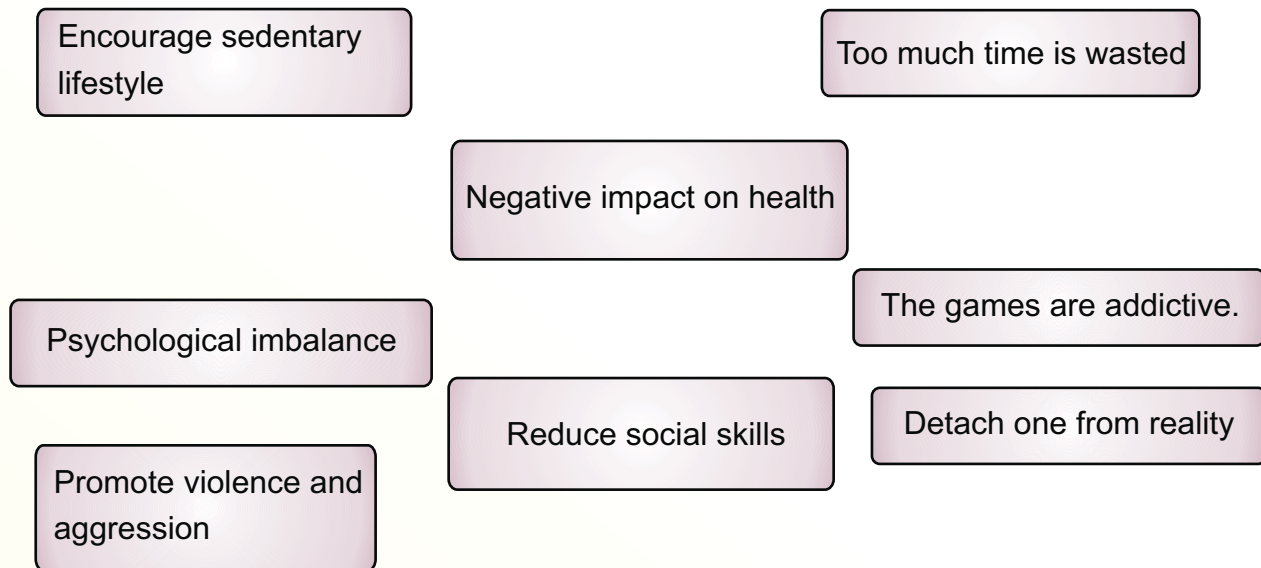 Encourage sedentary
lifestyle
Too much time is wasted
Negative impact on health
The games are addictive.
Psychological imbalance
Detach one from reality
Reduce social skills
Promote violence and
aggression